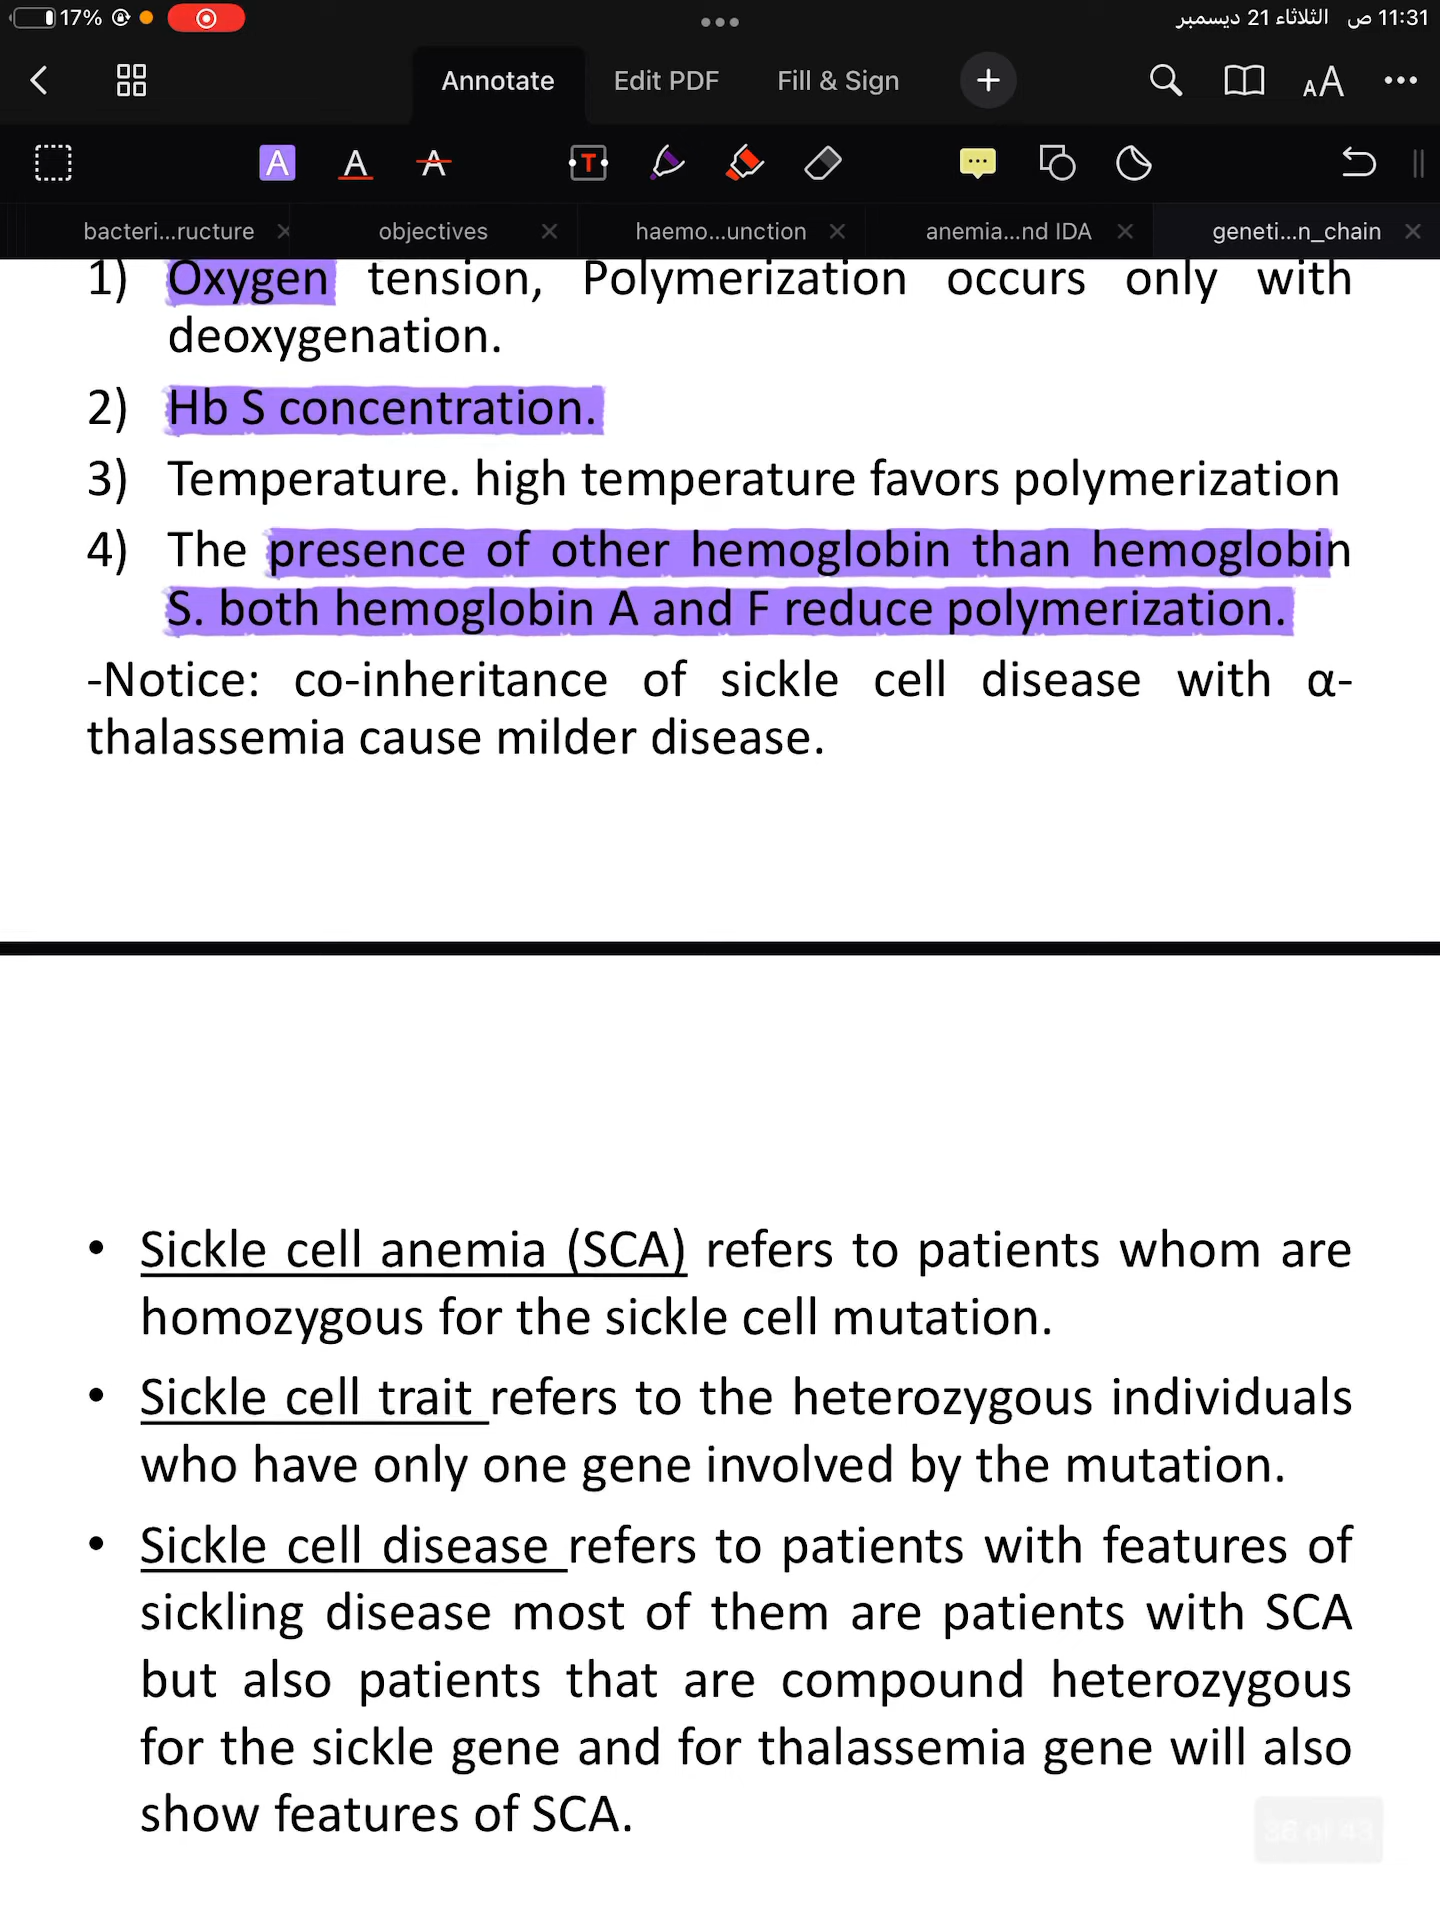 17% 11:31 ص الثلاثاء 21 ديسمبر
Annotate Edit PDF Fill & Sign
bacteri...ructure objectives haemo...unction anemia...nd IDA geneti...n_chain
1) Oxygen tension, Polymerization occurs only with
deoxygenation.
2) Hb S concentration.
3) Temperature. high temperature favors polymerization
4) The presence of other hemoglobin than hemoglobin
S. both hemoglobin A and F reduce polymerization.
-Notice: co-inheritance of sickle cell disease with α-
thalassemia cause milder disease.
• Sickle cell anemia (SCA) refers to patients whom are
homozygous for the sickle cell mutation.
• Sickle cell trait refers to the heterozygous individuals
who have only one gene involved by the mutation.
• Sickle cell disease refers to patients with features of
sickling disease most of them are patients with SCA
but also patients that are compound heterozygous
for the sickle gene and for thalassemia gene will also
show features of SCA.
36 of 43